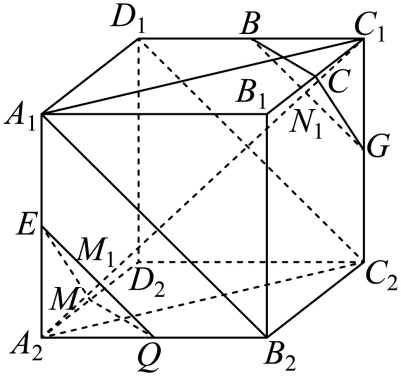 D₁ B C₁
C
A₁ B₁
N₁
G
E
M₁
M D₂ C₂
A₂ Q B₂